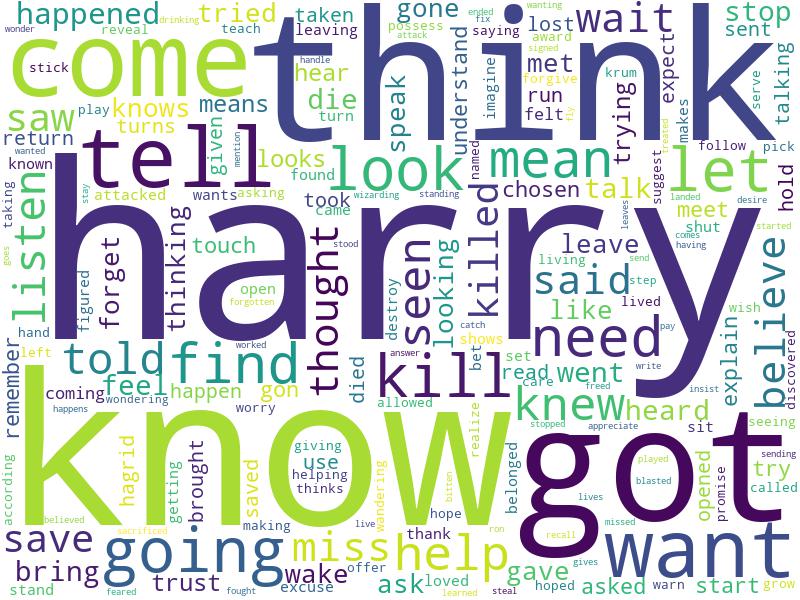 happened
tried
taken
gone
ended
fix
wanting
wait
stop
wonder
drinking
reveal
teach
leaving
possess
attack
saying
award
signed
lost
sent
come
think
stick
handle
hear
met
forgive
fly
understand
imagine
krum
expect
talking
saw
play
knows
means
die
speak
run
felt
trying
makes
serve
return
turns
given
mention
turn
treated
wanted
tell
looks
look
named
mean
suggest
follow
pick
known
found
let
taking
stay
attacked
wants
asking
took
wizarding
standing
killed
chosen
talk
landed
desire
hold
listen
harry
came
leaves
meet
shut
started
goes
figured
forget
thinking
touch
stood
thought
seen
looking
leave
comes
having
believe
open
forgotten
destroy
living
send
said
step
hand
catch
like
lived
wish
remember
left
worked
shows
need
pay
explain
discovered
told
find
answer
bet
set
read
went
write
coming
feel
happen
gon
died
kill
care
freed
insist
happens
wondering
worry
allowed
knew
heard
sit
seeing
know
realize
stopped
appreciate
got
according
hagrid
getting
brought
saved
giving
use
helping
thinks
wandering
bitten
belonged
played
blasted
opened
promise
try
called
sending
believed
sacrificed
making
live
hope
ron
lives
recall
missed
want
save
going
miss
help
thank
gives
bring
trust
wake
offer
ask
loved
gave
asked
warn
start
grow
stand
feared
fought
excuse
learned
steal
hoped